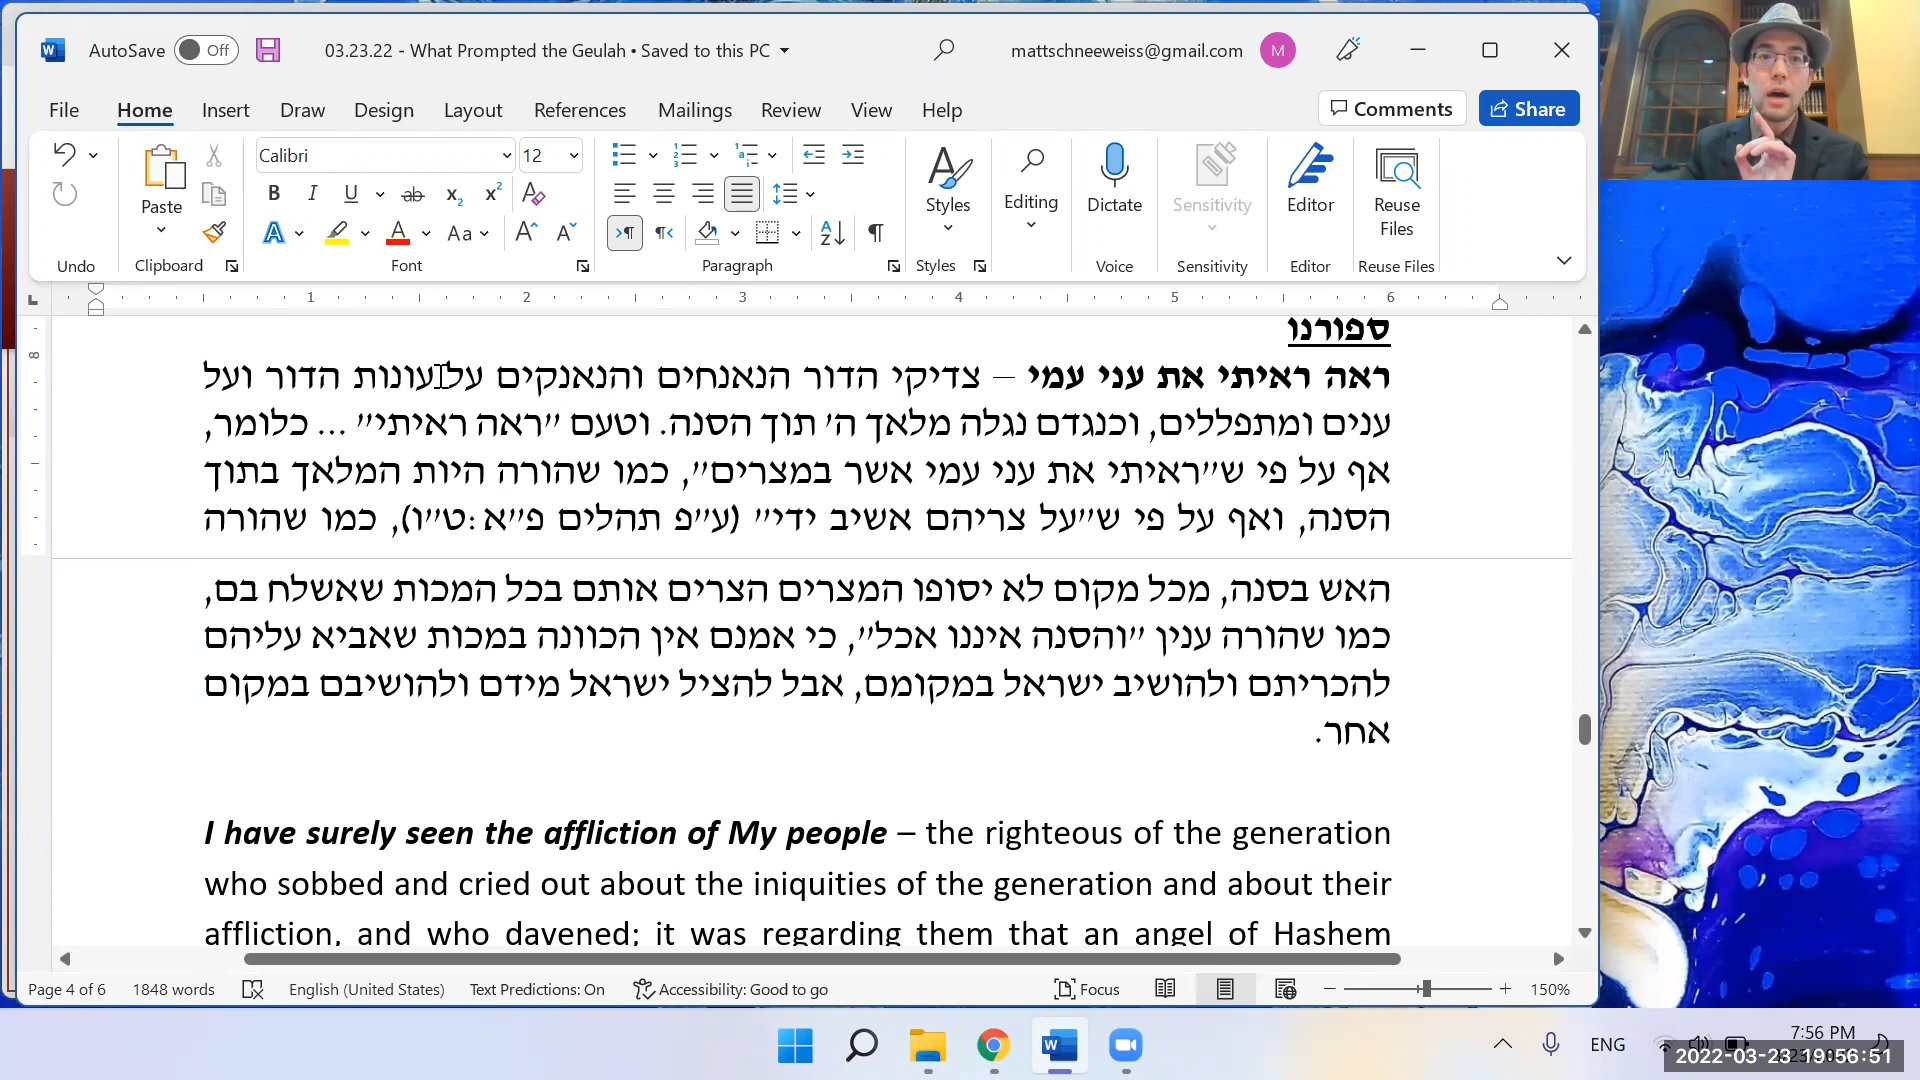 AutoSave Off 03.23.22 - What Prompted the Geulah • Saved to this PC mattschneeweiss@gmail.com M
File Home Insert Draw Design Layout References Mailings Review View Help Comments Share
Calibri 12
Paste Styles Editing Dictate Sensitivity Editor Reuse Files
Undo Clipboard Font Paragraph Styles Voice Sensitivity Editor Reuse Files
1 2 3 4 5 6
8
ספורנו
ראה ראיתי את עני עמי – צדיקי הדור הנאנחים והנאנקים על עונות הדור ועל
ענים ומתפללים, וכנגדם נגלה מלאך ה׳ תוך הסנה. וטעם ״ראה ראיתי״ ... כלומר,
אף על פי ש״ראיתי את עני עמי אשר במצרים״, כמו שהורה היות המלאך בתוך
הסנה, ואף על פי ש״על צריהם אשיב ידי״ (ע״פ תהלים פ״א:ט״ו), כמו שהורה
האש בסנה, מכל מקום לא יסופו המצרים הצרים אותם בכל המכות שאשלח בם,
כמו שהורה ענין ״והסנה איננו אכל״, כי אמנם אין הכוונה במכות שאביא עליהם
להכריתם ולהושיב ישראל במקומם, אבל להציל ישראל מידם ולהושיבם במקום
אחר.
I have surely seen the affliction of My people – the righteous of the generation
who sobbed and cried out about the iniquities of the generation and about their
affliction, and who davened; it was regarding them that an angel of Hashem
Page 4 of 6 1848 words English (United States) Text Predictions: On Accessibility: Good to go Focus 150%
ENG 7:56 PM
2022-03-23 19:56:51